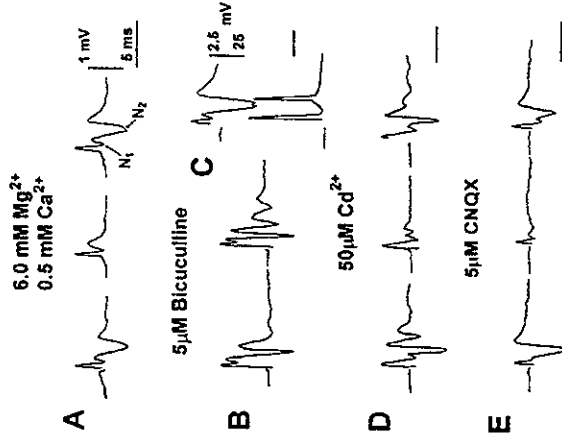 6.0 mM Mg²⁺
0.5 mM Ca²⁺
A
N₁
N₂
1 mV
5 ms
5μM Bicuculline
B
C
2.5
mV
25
50μM Cd²⁺
D
5μM CNQX
E